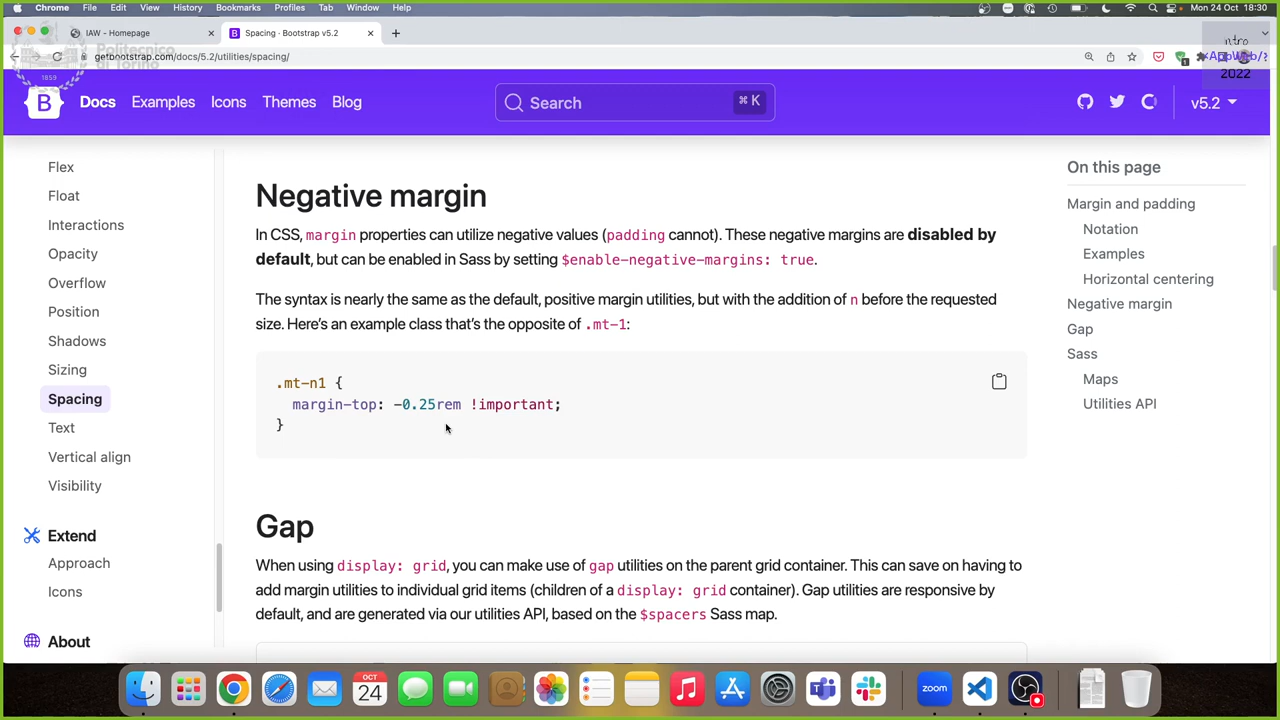 Chrome File Edit View History Bookmarks Profiles Tab Window Help
Mon 24 Oct 18:30
IAW - Homepage
Spacing · Bootstrap v5.2
getbootstrap.com/docs/5.2/utilities/spacing/
Politecnico
di Torino
1859
intro
<AppWeb/>
2022
B Docs Examples Icons Themes Blog
Search ⌘ K
v5.2
Flex
Float
Interactions
Opacity
Overflow
Position
Shadows
Sizing
Spacing
Text
Vertical align
Visibility
Extend
Approach
Icons
About
Negative margin
In CSS, margin properties can utilize negative values (padding cannot). These negative margins are disabled by
default, but can be enabled in Sass by setting $enable-negative-margins: true.
The syntax is nearly the same as the default, positive margin utilities, but with the addition of n before the requested
size. Here's an example class that's the opposite of .mt-1:
.mt-n1 {
margin-top: -0.25rem !important;
}
Gap
When using display: grid, you can make use of gap utilities on the parent grid container. This can save on having to
add margin utilities to individual grid items (children of a display: grid container). Gap utilities are responsive by
default, and are generated via our utilities API, based on the $spacers Sass map.
On this page
Margin and padding
Notation
Examples
Horizontal centering
Negative margin
Gap
Sass
Maps
Utilities API
OCT
24
zoom